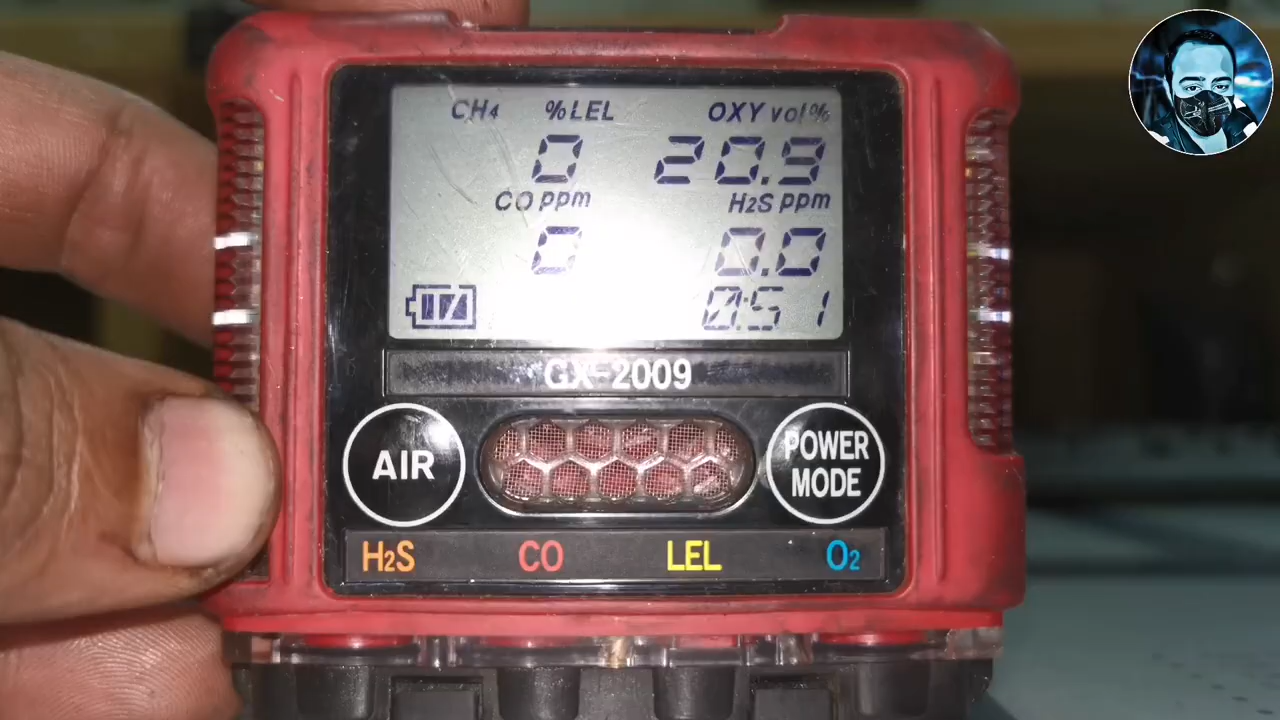 CH4 %LEL OXY vol%
0 20.9
CO ppm H2S ppm
0 0.0
0:51
GX-2009
AIR
POWER
MODE
H2S CO LEL O2